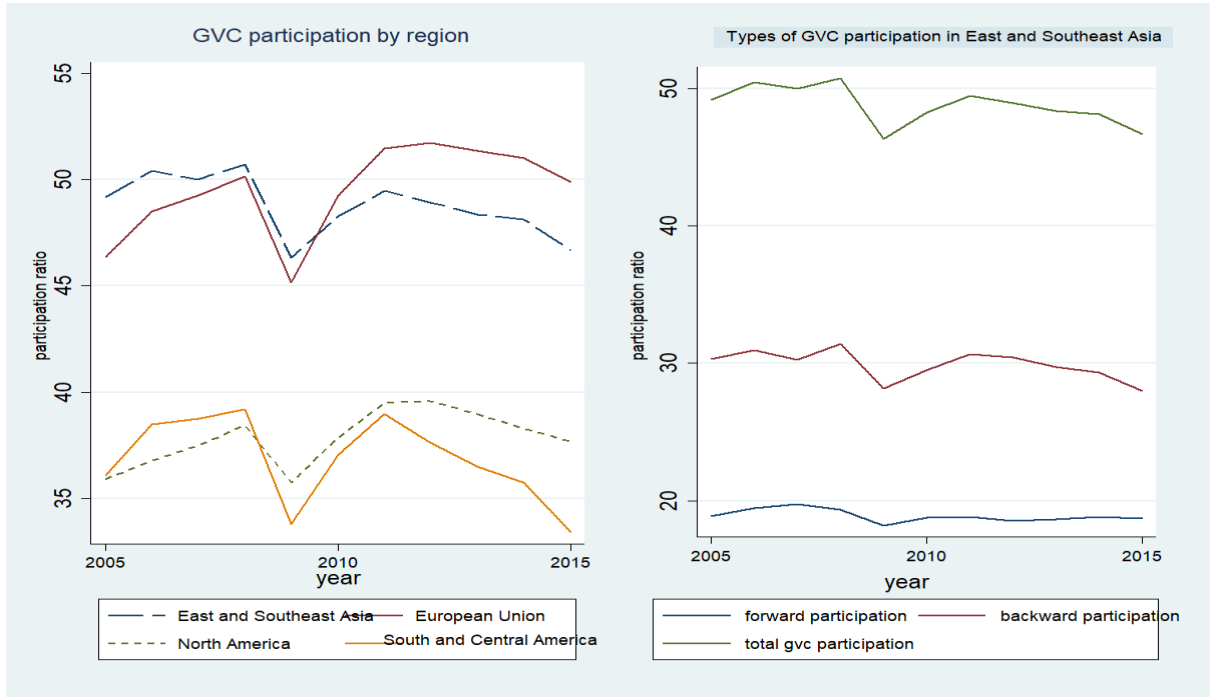 GVC participation by region
55
50
45
40
35
participation ratio
2005
2010
2015
year
East and Southeast Asia
European Union
North America
South and Central America
Types of GVC participation in East and Southeast Asia
50
40
30
20
participation ratio
2005
2010
2015
year
forward participation
backward participation
total gvc participation